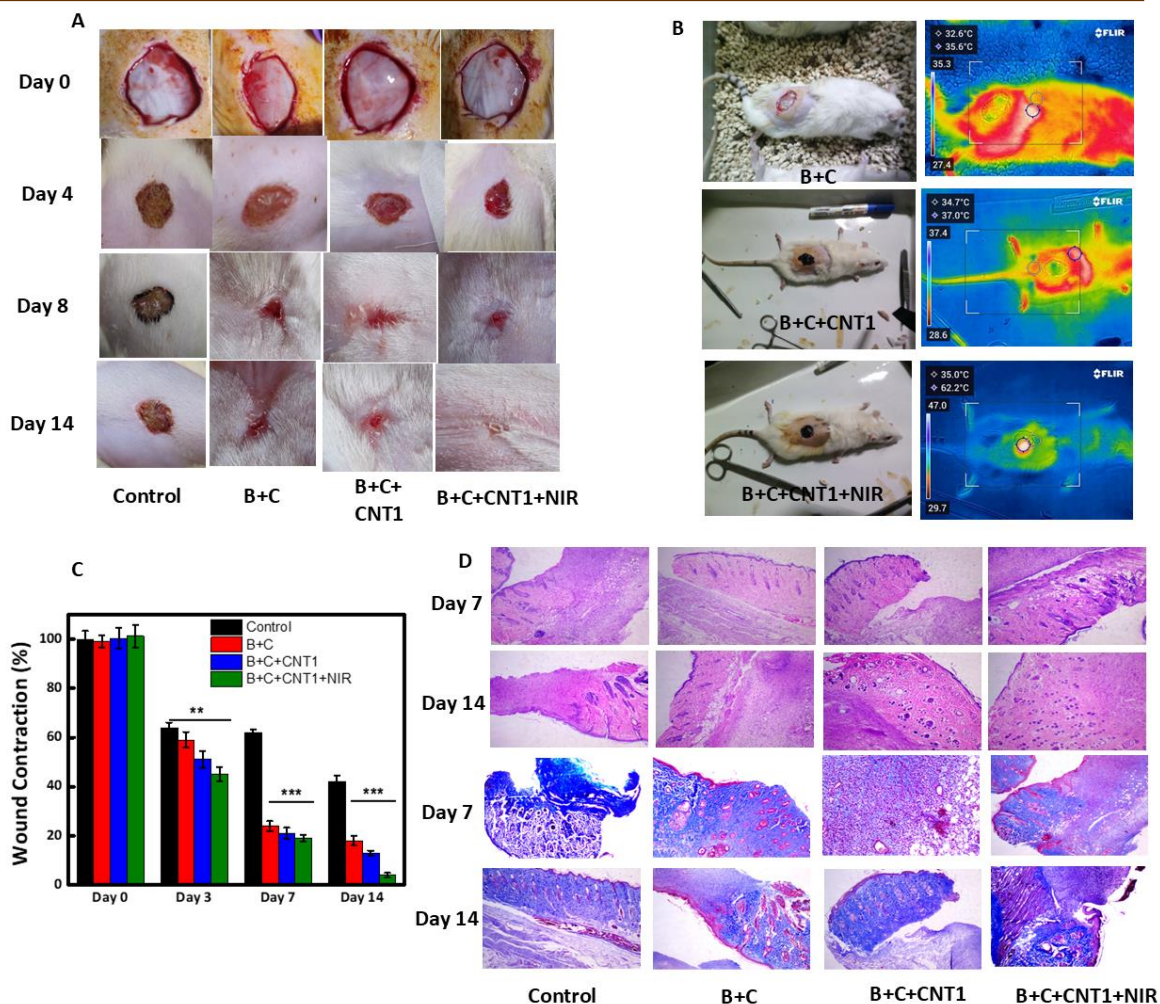 A
Day 0
Day 4
Day 8
Day 14
Control
B+C
B+C+
CNT1
B+C+CNT1+NIR
B
B+C
32.6°C
35.6°C
35.3
27.4
FLIR
B+C+CNT1
34.7°C
37.0°C
37.4
28.6
FLIR
B+C+CNT1+NIR
35.0°C
62.2°C
47.0
29.7
FLIR
C
Wound Contraction (%)
100
80
60
40
20
0
Control
B+C
B+C+CNT1
B+C+CNT1+NIR
**
***
***
Day 0 Day 3 Day 7 Day 14
D
Day 7
Day 14
Day 7
Day 14
Control B+C B+C+CNT1 B+C+CNT1+NIR